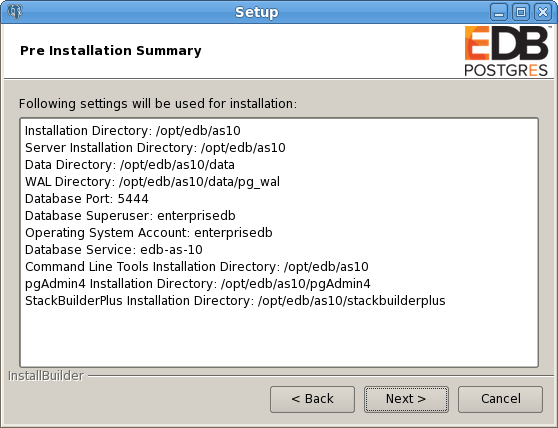 Setup
Pre Installation Summary
EDB
POSTGRES
Following settings will be used for installation:
Installation Directory: /opt/edb/as10
Server Installation Directory: /opt/edb/as10
Data Directory: /opt/edb/as10/data
WAL Directory: /opt/edb/as10/data/pg_wal
Database Port: 5444
Database Superuser: enterprisedb
Operating System Account: enterprisedb
Database Service: edb-as-10
Command Line Tools Installation Directory: /opt/edb/as10
pgAdmin4 Installation Directory: /opt/edb/as10/pgAdmin4
StackBuilderPlus Installation Directory: /opt/edb/as10/stackbuilderplus
InstallBuilder
< Back
Next >
Cancel